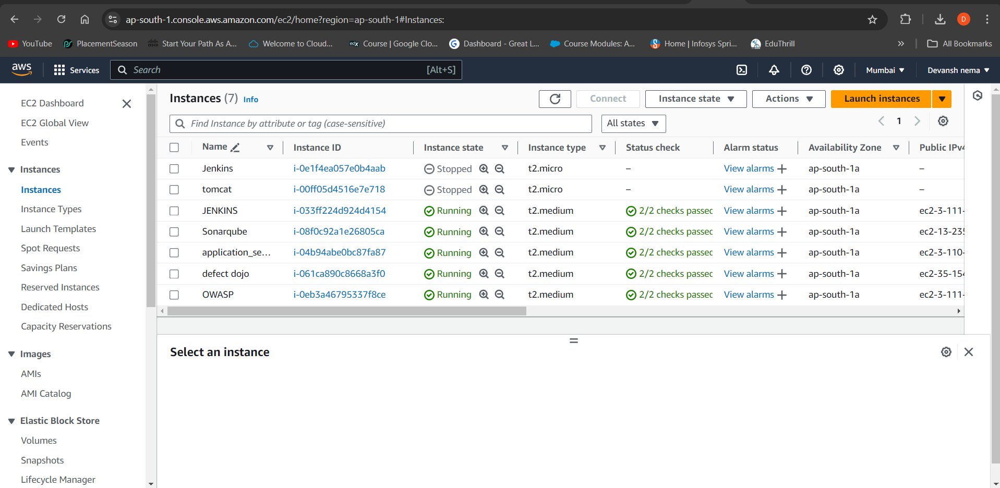 ap-south-1.console.aws.amazon.com/ec2/home?region=ap-south-1#Instances:
D
YouTube PlacementSeason Start Your Path As A... Welcome to Cloud... Course | Google Clo... Dashboard - Great L... Course Modules: A... Home | Infosys Spri... EduThrill » All Bookmarks
aws Services Search [Alt+S] Mumbai Devansh nema
EC2 Dashboard
EC2 Global View
Events
Instances
Instances
Instance Types
Launch Templates
Spot Requests
Savings Plans
Reserved Instances
Dedicated Hosts
Capacity Reservations
Images
AMIs
AMI Catalog
Elastic Block Store
Volumes
Snapshots
Lifecycle Manager
Instances (7) Info Connect Instance state Actions Launch instances
Find Instance by attribute or tag (case-sensitive) All states 1
Name Instance ID Instance state Instance type Status check Alarm status Availability Zone Public IPv4
Jenkins i-0e1f4ea057e0b4aab Stopped t2.micro – View alarms + ap-south-1a –
tomcat i-00ff05d4516e7e718 Stopped t2.micro – View alarms + ap-south-1a –
JENKINS i-033ff224d924d4154 Running t2.medium 2/2 checks passed View alarms + ap-south-1a ec2-3-111-
Sonarqube i-08f0c92a1e26805ca Running t2.medium 2/2 checks passed View alarms + ap-south-1a ec2-13-235
application_se... i-04b94abe0bc87fa87 Running t2.medium 2/2 checks passed View alarms + ap-south-1a ec2-3-110-
defect dojo i-061ca890c8668a3f0 Running t2.medium 2/2 checks passed View alarms + ap-south-1a ec2-35-154
OWASP i-0eb3a46795337f8ce Running t2.medium 2/2 checks passed View alarms + ap-south-1a ec2-3-111-
Select an instance